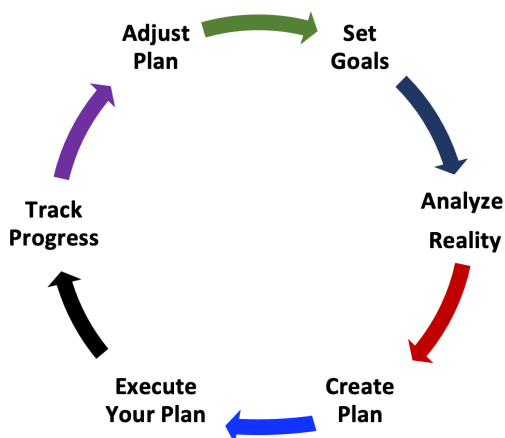 Set
Goals
Analyze
Reality
Create
Plan
Execute
Your Plan
Track
Progress
Adjust
Plan